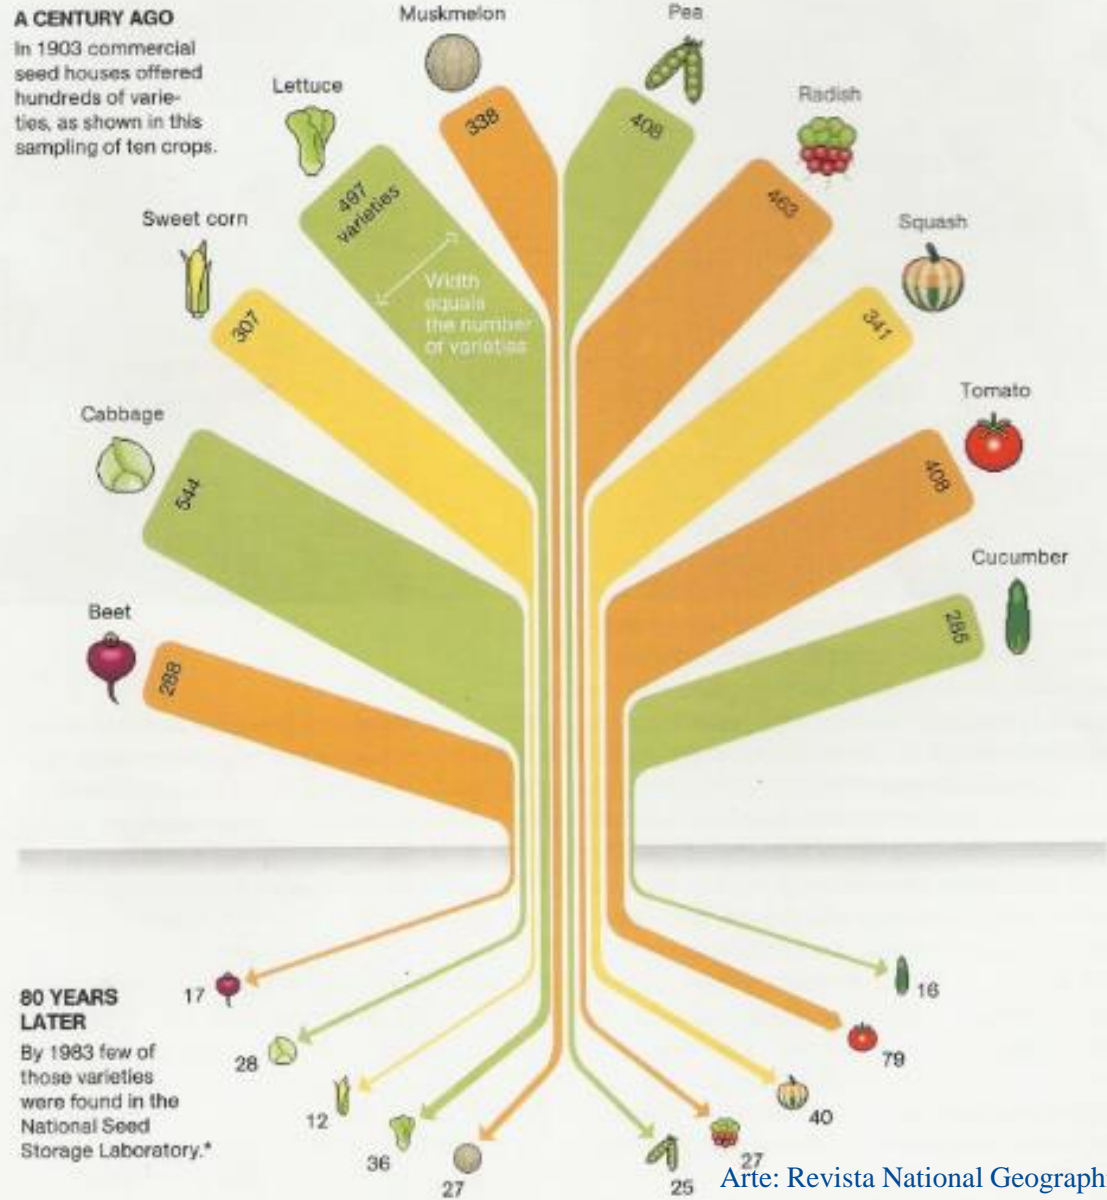 A CENTURY AGO
In 1903 commercial
seed houses offered
hundreds of varie-
ties, as shown in this
sampling of ten crops.
Muskmelon
Pea
Lettuce
Radish
338
408
497
varieties
463
Sweet corn
Squash
Width
equals
the number
of varieties
307
341
Cabbage
Tomato
544
408
Cucumber
Beet
288
285
80 YEARS
LATER
By 1983 few of
those varieties
were found in the
National Seed
Storage Laboratory.*
17
16
28
79
12
40
36
27
27
25
Arte: Revista National Geograph